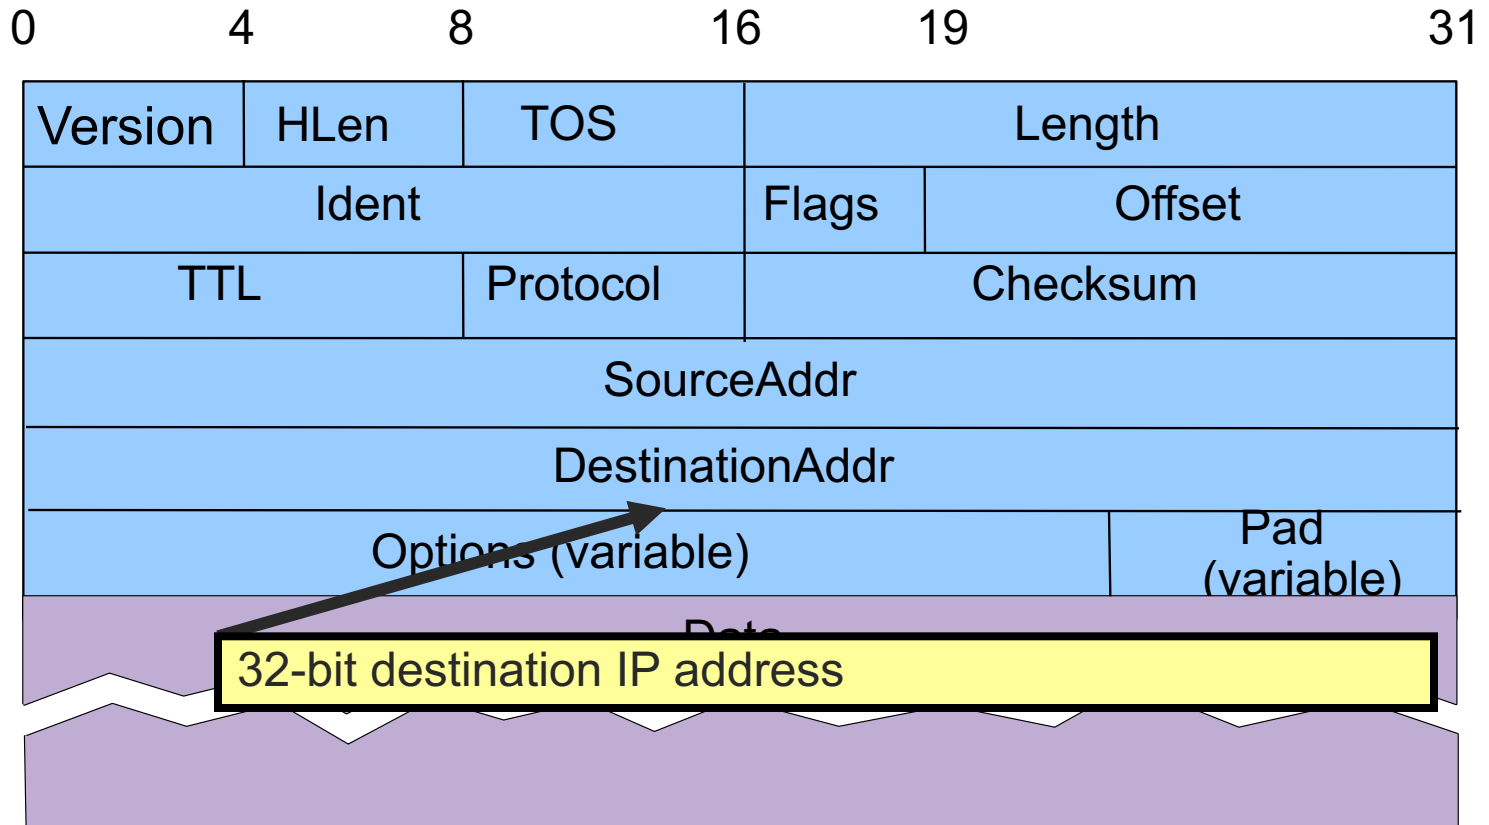 0 4 8 16 19 31
Version HLen TOS Length
Ident Flags Offset
TTL Protocol Checksum
SourceAddr
DestinationAddr
Options (variable) Pad
(variable)
Data
32-bit destination IP address